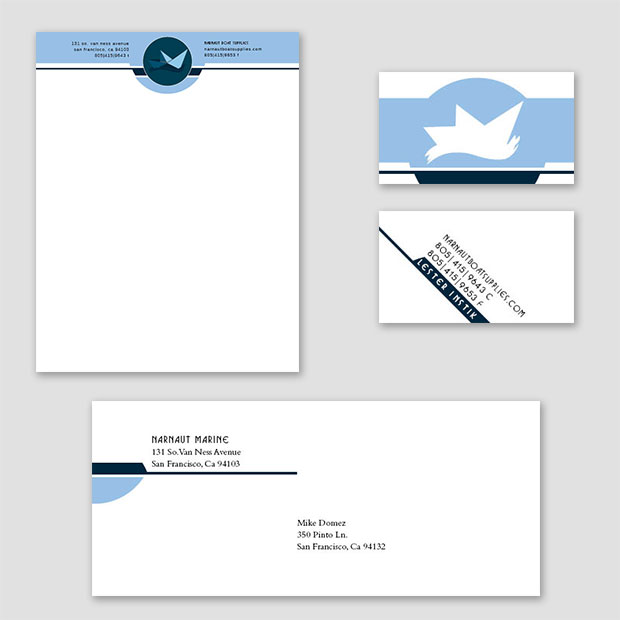 131 so. van ness avenue
san francisco, ca 94103
805|415|9643 t
NARNAUT BOAT SUPPLIES
narnautboatsupplies.com
805|415|9653 f
NARNAUTBOATSUPPLIES.COM
805|415|9643 C
805|415|9653 F
LESTER INSTIK
NARNAUT MARINE
131 So.Van Ness Avenue
San Francisco, Ca 94103
Mike Domez
350 Pinto Ln.
San Francisco, Ca 94132